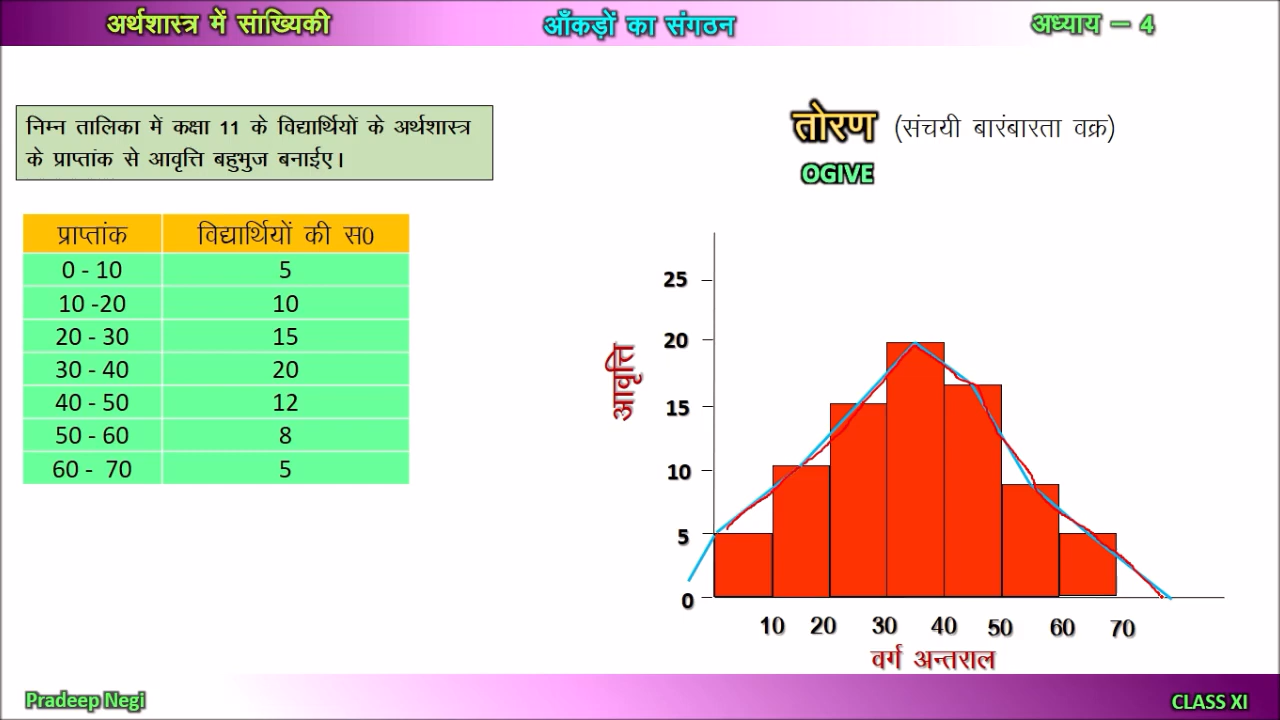 अर्थशास्त्र में सांख्यिकी
आँकड़ों का संगठन
अध्याय – 4
निम्न तालिका में कक्षा 11 के विद्यार्थियों के अर्थशास्त्र
के प्राप्तांक से आवृत्ति बहुभुज बनाईए।
तोरण (संचयी बारंबारता वक्र)
OGIVE
प्राप्तांक विद्यार्थियों की स0
0 - 10 5
10 -20 10
20 - 30 15
30 - 40 20
40 - 50 12
50 - 60 8
60 - 70 5
आवृत्ति
25
20
15
10
5
0
10 20 30 40 50 60 70
वर्ग अन्तराल
Pradeep Negi
CLASS XI